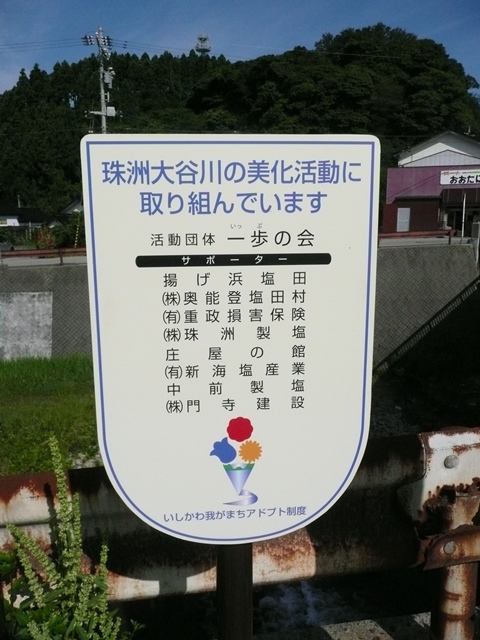 珠洲大谷川の美化活動に
取り組んでいます
いっぽ
活動団体 一歩の会
サポーター
揚げ浜塩田
㈱奥能登塩田村
㈲重政損害保険
㈱珠洲製塩
庄屋の館
㈲新海塩産業
中前製塩
㈱門寺建設
いしかわ我がまちアドプト制度
おおたに